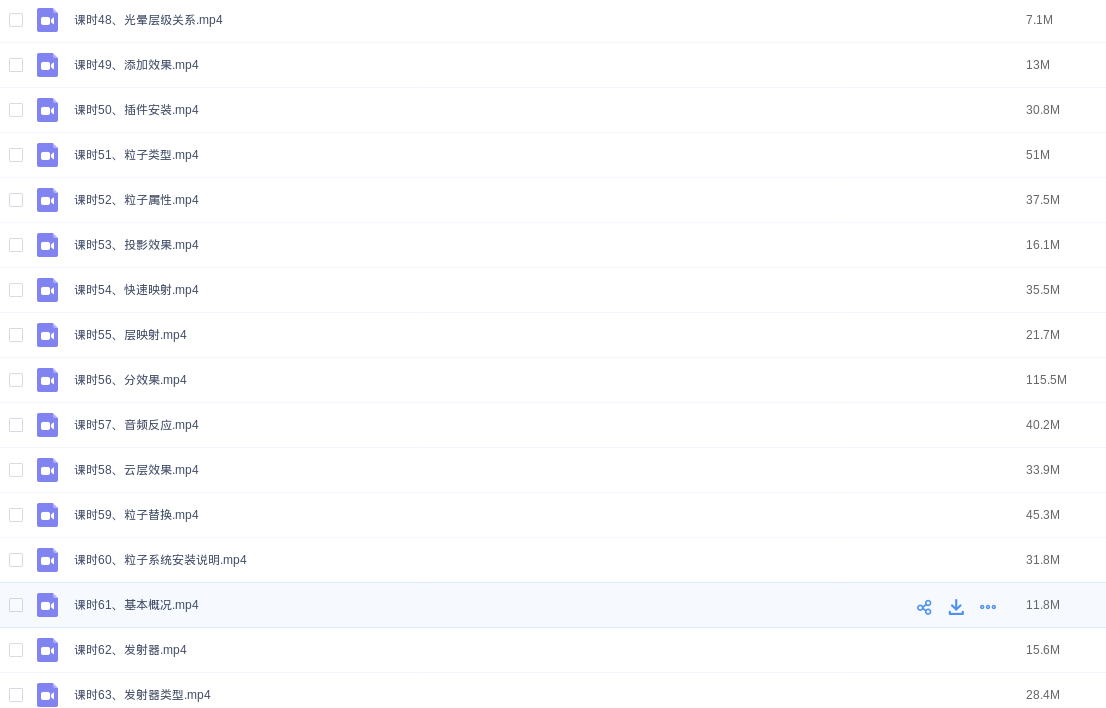 课时48、光晕层级关系.mp4 7.1M
课时49、添加效果.mp4 13M
课时50、插件安装.mp4 30.8M
课时51、粒子类型.mp4 51M
课时52、粒子属性.mp4 37.5M
课时53、投影效果.mp4 16.1M
课时54、快速映射.mp4 35.5M
课时55、层映射.mp4 21.7M
课时56、分效果.mp4 115.5M
课时57、音频反应.mp4 40.2M
课时58、云层效果.mp4 33.9M
课时59、粒子替换.mp4 45.3M
课时60、粒子系统安装说明.mp4 31.8M
课时61、基本概况.mp4 11.8M
课时62、发射器.mp4 15.6M
课时63、发射器类型.mp4 28.4M